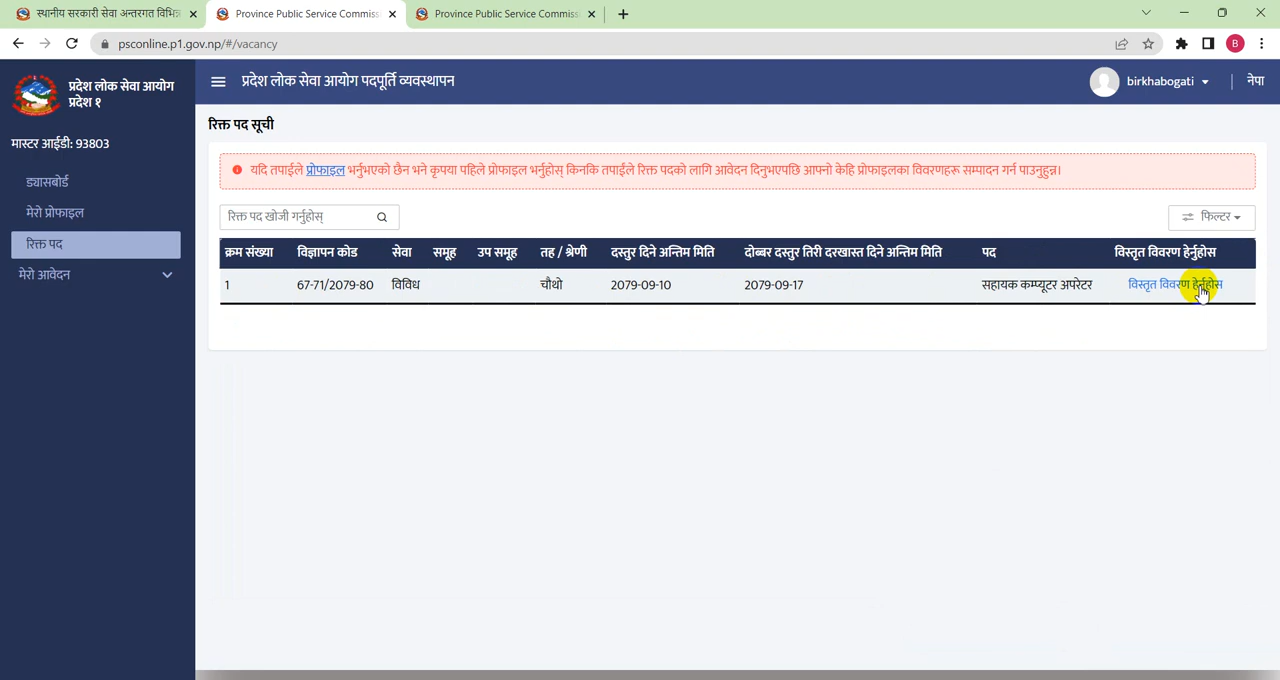 स्थानीय सरकारी सेवा अन्तरगत विभिन्न
Province Public Service Commiss
Province Public Service Commiss
psconline.p1.gov.np/#/vacancy
B
प्रदेश लोक सेवा आयोग
प्रदेश १
प्रदेश लोक सेवा आयोग पदपूर्ति व्यवस्थापन
birkhabogati
नेपा
मास्टर आईडी: 93803
ड्यासबोर्ड
मेरो प्रोफाइल
रिक्त पद
मेरो आवेदन
रिक्त पद सूची
यदि तपाईले प्रोफाइल भर्नुभएको छैन भने कृपया पहिले प्रोफाइल भर्नुहोस् किनकि तपाईले रिक्त पदको लागि आवेदन दिनुभएपछि आफ्नो केहि प्रोफाइलका विवरणहरू सम्पादन गर्न पाउनुहुन्न।
रिक्त पद खोजी गर्नुहोस्
फिल्टर
क्रम संख्या विज्ञापन कोड सेवा समूह उप समूह तह / श्रेणी दस्तुर दिने अन्तिम मिति दोब्बर दस्तुर तिरी दरखास्त दिने अन्तिम मिति पद विस्तृत विवरण हेर्नुहोस
1 67-71/2079-80 विविध चौथो 2079-09-10 2079-09-17 सहायक कम्प्यूटर अपरेटर विस्तृत विवरण हेर्नुहोस